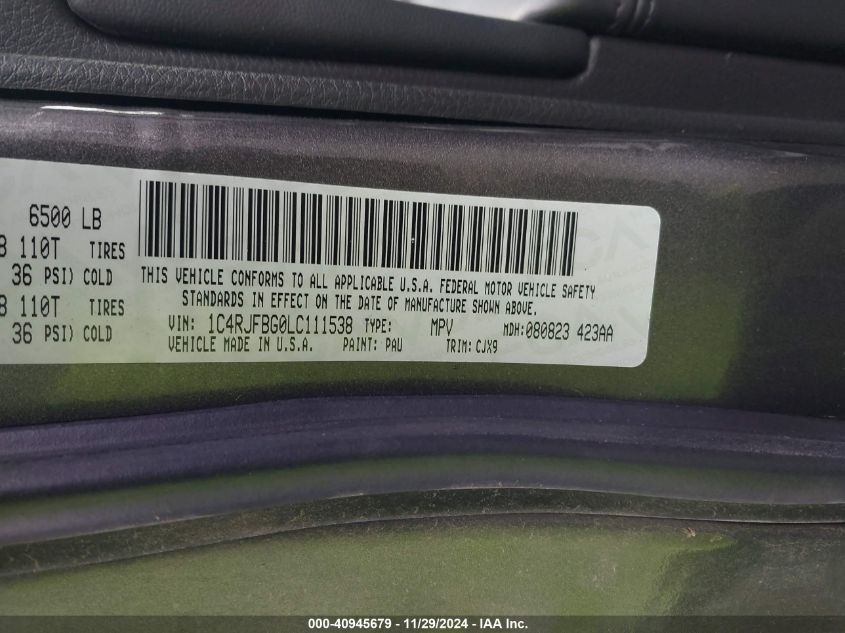 6500 LB
8 110T TIRES
36 PSI) COLD
8 110T TIRES
36 PSI) COLD
THIS VEHICLE CONFORMS TO ALL APPLICABLE U.S.A. FEDERAL MOTOR VEHICLE SAFETY
STANDARDS IN EFFECT ON THE DATE OF MANUFACTURE SHOWN ABOVE.
VIN: 1C4RJFBG0LC111538 TYPE: MPV MDH:080823 423AA
VEHICLE MADE IN U.S.A. PAINT: PAU TRIM: CJX9
000-40945679 - 11/29/2024 - IAA Inc.